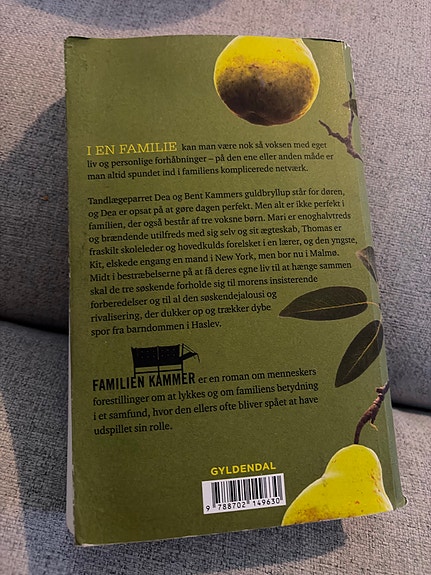 I EN FAMILIE kan man være nok så voksen med eget
liv og personlige forhåbninger – på den ene eller anden måde er
man altid spundet ind i familiens komplicerede netværk.
Tandlægeparret Dea og Bent Kammers guldbryllup står for døren,
og Dea er opsat på at gøre dagen perfekt. Men alt er ikke perfekt i
familien, der også består af tre voksne børn. Mari er enoghalvtreds
og brændende utilfreds med sig selv og sit ægteskab, Thomas er
fraskilt skoleleder og hovedkulds forelsket i en lærer, og den yngste,
Kit, elskede engang en mand i New York, men bor nu i Malmø.
Midt i bestræbelserne på at få deres egne liv til at hænge sammen
skal de tre søskende forholde sig til morens insisterende
forberedelser og til al den søskendejalousi og
rivalisering, der dukker op og trækker dybe
spor fra barndommen i Haslev.
FAMILIEN KAMMER er en roman om menneskers
forestillinger om at lykkes og om familiens betydning
i et samfund, hvor den ellers ofte bliver spået at have
udspillet sin rolle.
GYLDENDAL
9 788702 149630